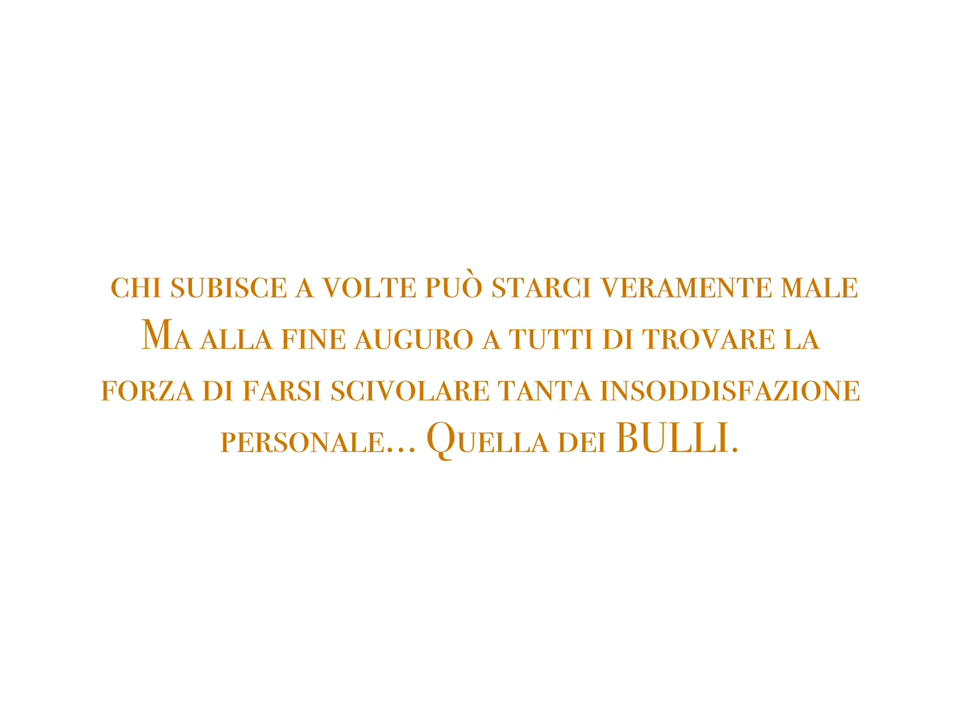 chi subisce a volte può starci veramente male
Ma alla fine auguro a tutti di trovare la
forza di farsi scivolare tanta insoddisfazione
personale... Quella dei BULLI.